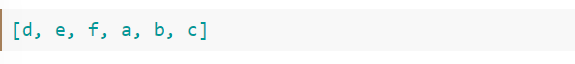 [d, e, f, a, b, c]